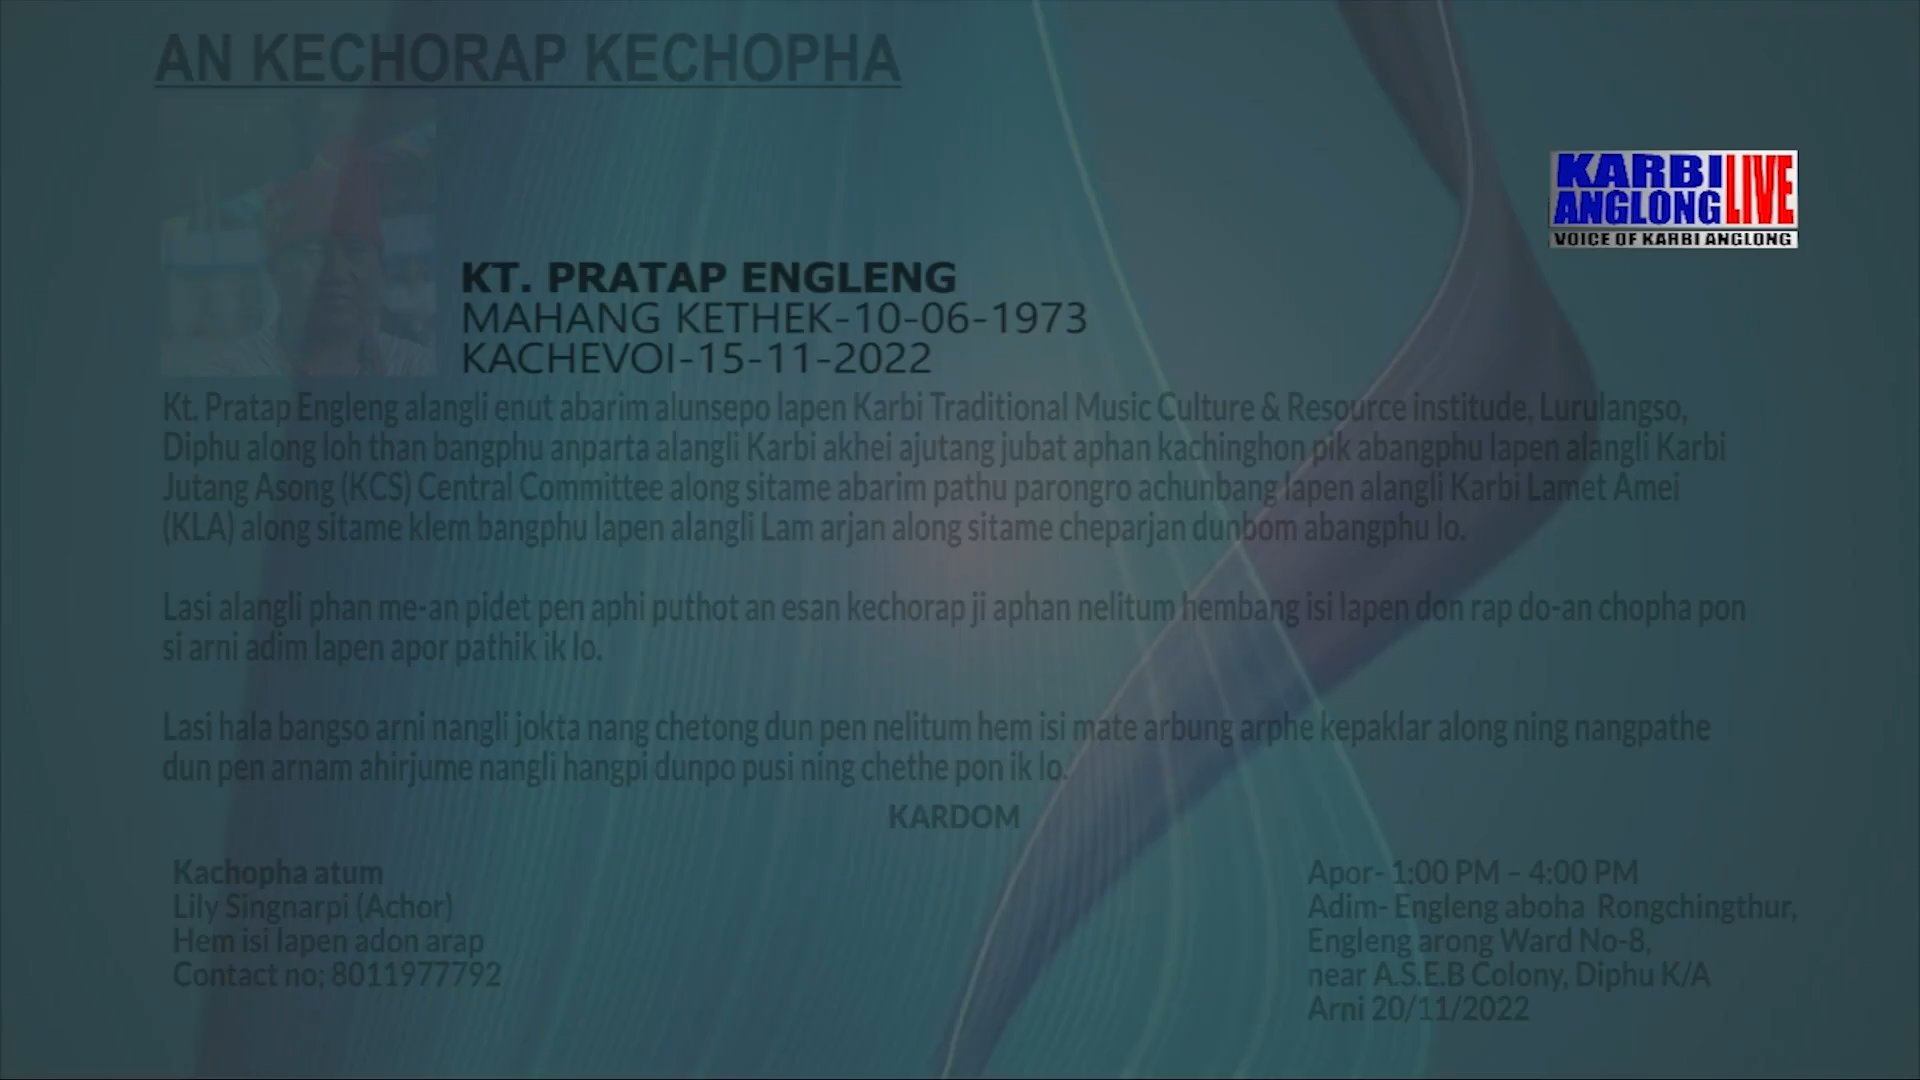 AN KECHORAP KECHOPHA
KARBI
ANGLONG LIVE
VOICE OF KARBI ANGLONG
KT. PRATAP ENGLENG
MAHANG KETHEK-10-06-1973
KACHEVOI-15-11-2022
Kt. Pratap Engleng alangli enut abarim alunsepo lapen Karbi Traditional Music Culture & Resource institude, Lurulangso,
Diphu along loh than bangphu anparta alangli Karbi akhei ajutang jubat aphan kachinghon pik abangphu lapen alangli Karbi
Jutang Asong (KCS) Central Committee along sitame abarim pathu parongro achunbang lapen alangli Karbi Lamet Amei
(KLA) along sitame klem bangphu lapen alangli Lam arjan along sitame cheparjan dunbom abangphu lo.
Lasi alangli phan me-an pidet pen aphi puthot an esan kechorap ji aphan nelitum hembang isi lapen don rap do-an chopha pon
si arni adim lapen apor pathik ik lo.
Lasi hala bangso arni nangli jokta nang chetong dun pen nelitum hem isi mate arbung arphe kepaklar along ning nangpathe
dun pen arnam ahirjume nangli hangpi dunpo pusi ning chethe pon ik lo.
KARDOM
Kachopha atum
Lily Singnarpi (Achor)
Hem isi lapen adon arap
Contact no; 8011977792
Apor- 1:00 PM – 4:00 PM
Adim- Engleng aboha Rongchingthur,
Engleng arong Ward No-8,
near A.S.E.B Colony, Diphu K/A
Arni 20/11/2022